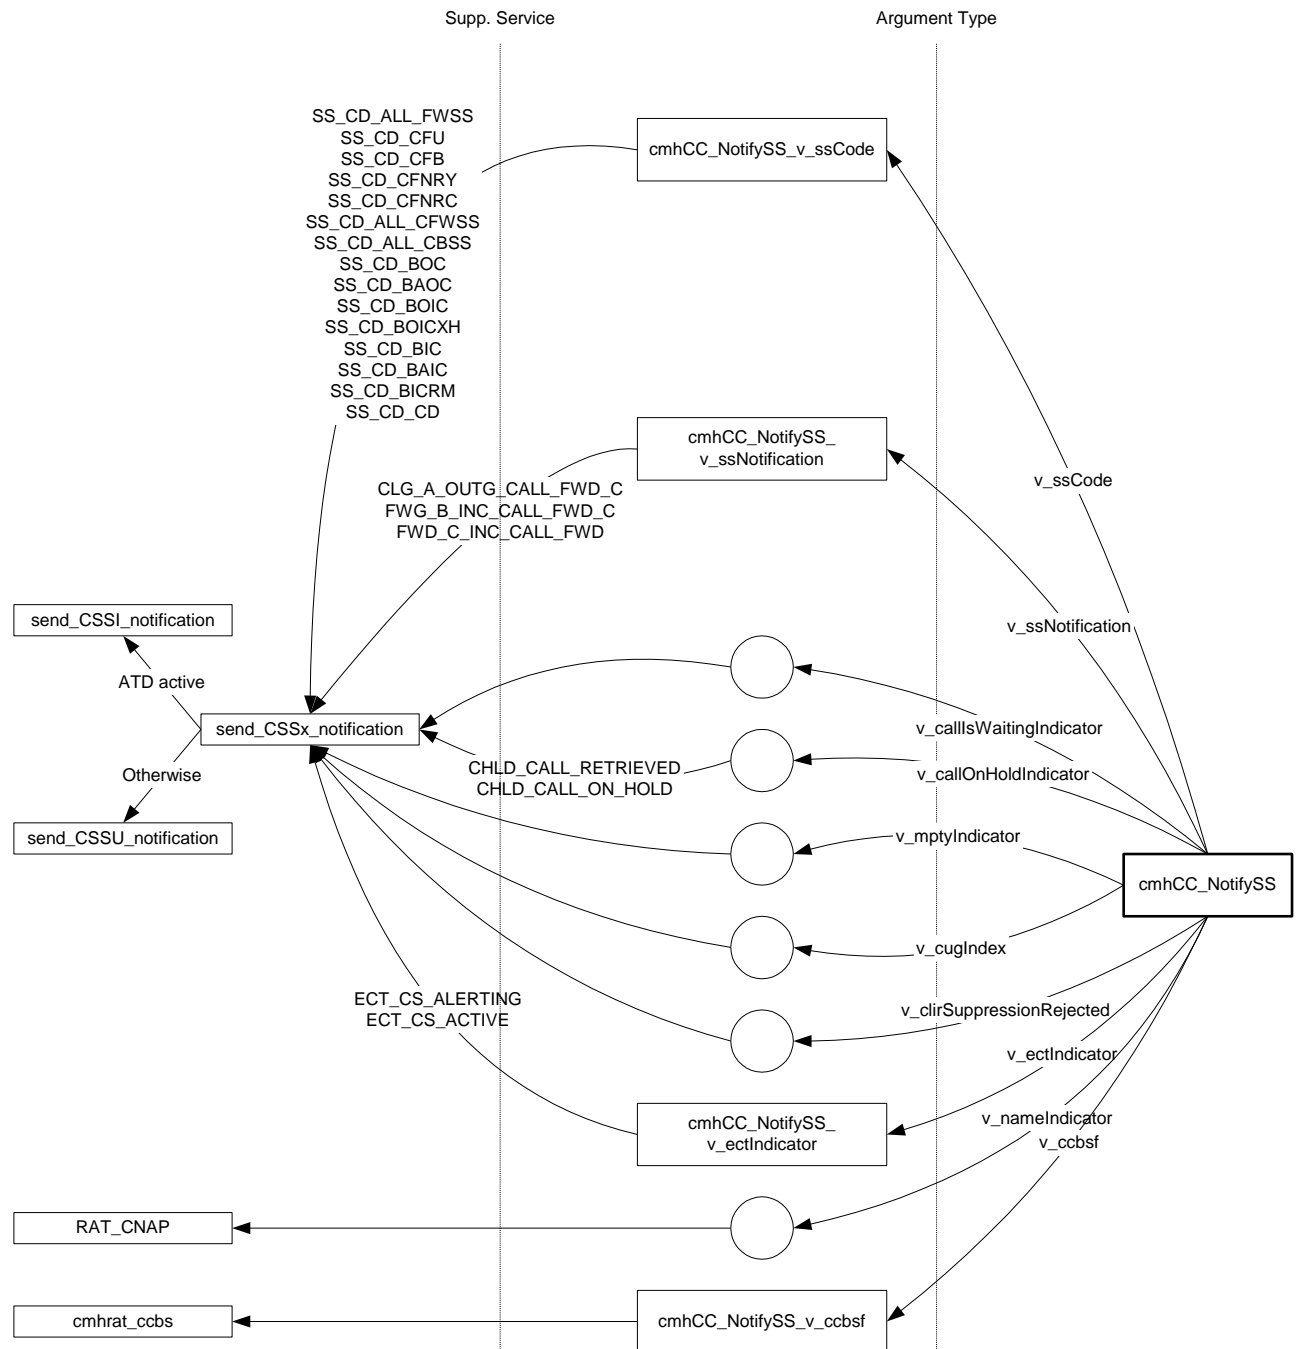 Supp. Service
Argument Type
SS_CD_ALL_FWSS
SS_CD_CFU
SS_CD_CFB
SS_CD_CFNRY
SS_CD_CFNRC
SS_CD_ALL_CFWSS
SS_CD_ALL_CBSS
SS_CD_BOC
SS_CD_BAOC
SS_CD_BOIC
SS_CD_BOICXH
SS_CD_BIC
SS_CD_BAIC
SS_CD_BICRM
SS_CD_CD
cmhCC_NotifySS_v_ssCode
cmhCC_NotifySS_
v_ssNotification
v_ssCode
CLG_A_OUTG_CALL_FWD_C
FWG_B_INC_CALL_FWD_C
FWD_C_INC_CALL_FWD
send_CSSI_notification
v_ssNotification
ATD active
send_CSSx_notification
v_callIsWaitingIndicator
Otherwise
CHLD_CALL_RETRIEVED
CHLD_CALL_ON_HOLD
v_callOnHoldIndicator
send_CSSU_notification
v_mptyIndicator
cmhCC_NotifySS
v_cugIndex
ECT_CS_ALERTING
ECT_CS_ACTIVE
v_clirSuppressionRejected
v_ectIndicator
cmhCC_NotifySS_
v_ectIndicator
v_nameIndicator
v_ccbsf
RAT_CNAP
cmhrat_ccbs
cmhCC_NotifySS_v_ccbsf